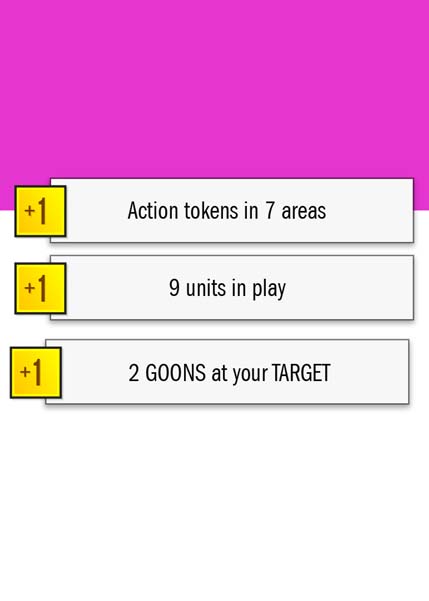 +1 Action tokens in 7 areas
+1 9 units in play
+1 2 GOONS at your TARGET